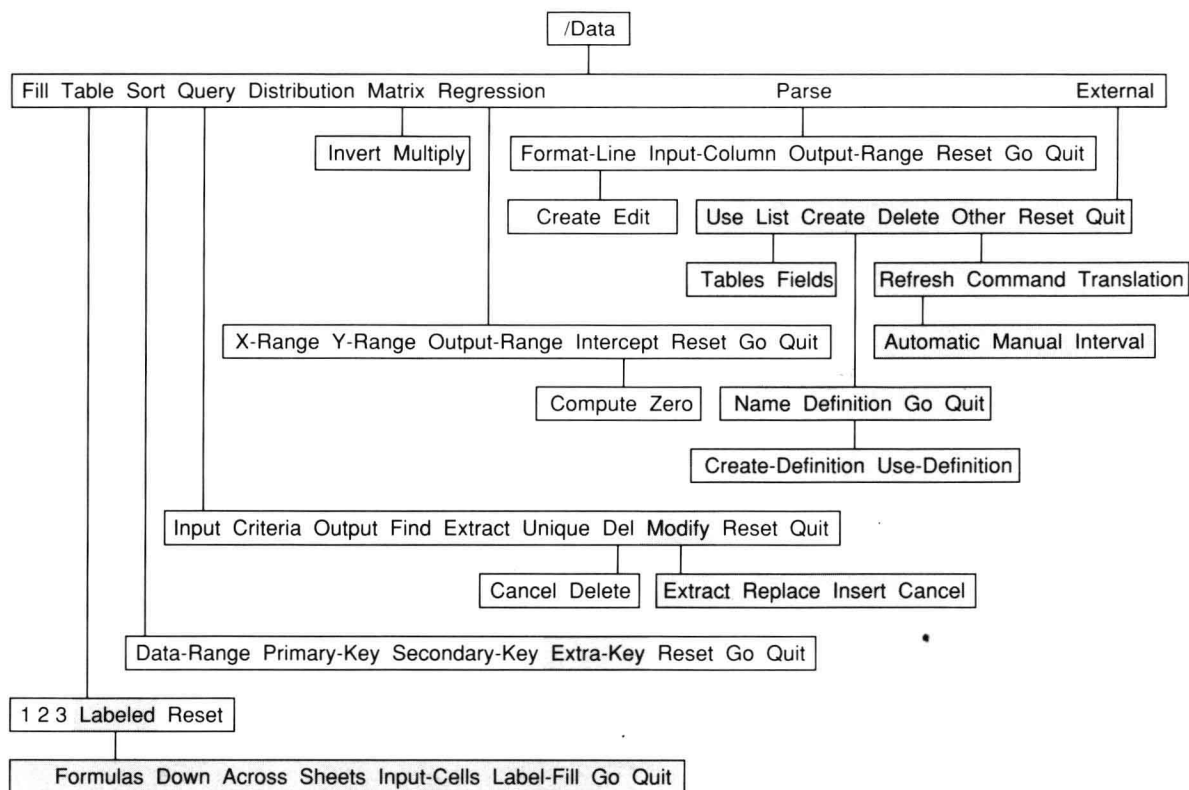 /Data
Fill Table Sort Query Distribution Matrix Regression Parse External
Invert Multiply
Format-Line Input-Column Output-Range Reset Go Quit
Create Edit
Use List Create Delete Other Reset Quit
Tables Fields
Refresh Command Translation
X-Range Y-Range Output-Range Intercept Reset Go Quit
Automatic Manual Interval
Compute Zero
Name Definition Go Quit
Create-Definition Use-Definition
Input Criteria Output Find Extract Unique Del Modify Reset Quit
Cancel Delete
Extract Replace Insert Cancel
Data-Range Primary-Key Secondary-Key Extra-Key Reset Go Quit
1 2 3 Labeled Reset
Formulas Down Across Sheets Input-Cells Label-Fill Go Quit